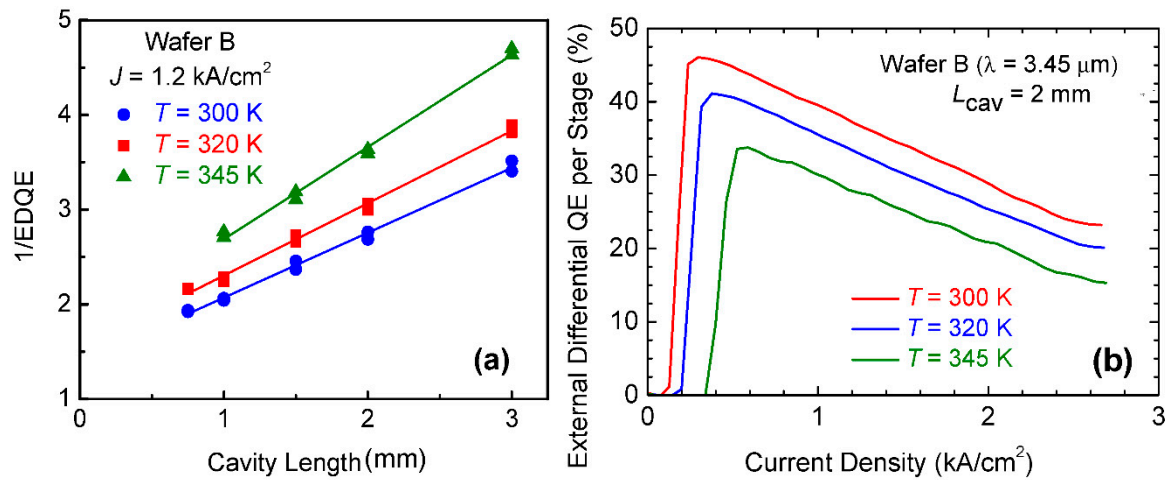 5
4
3
2
1
1/EDQE
Wafer B
J = 1.2 kA/cm²
T = 300 K
T = 320 K
T = 345 K
(a)
0 1 2 3
Cavity Length (mm)
50
40
30
20
10
0
External Differential QE per Stage (%)
Wafer B (λ = 3.45 μm)
L_cav = 2 mm
T = 300 K
T = 320 K
T = 345 K
(b)
0 1 2 3
Current Density (kA/cm²)